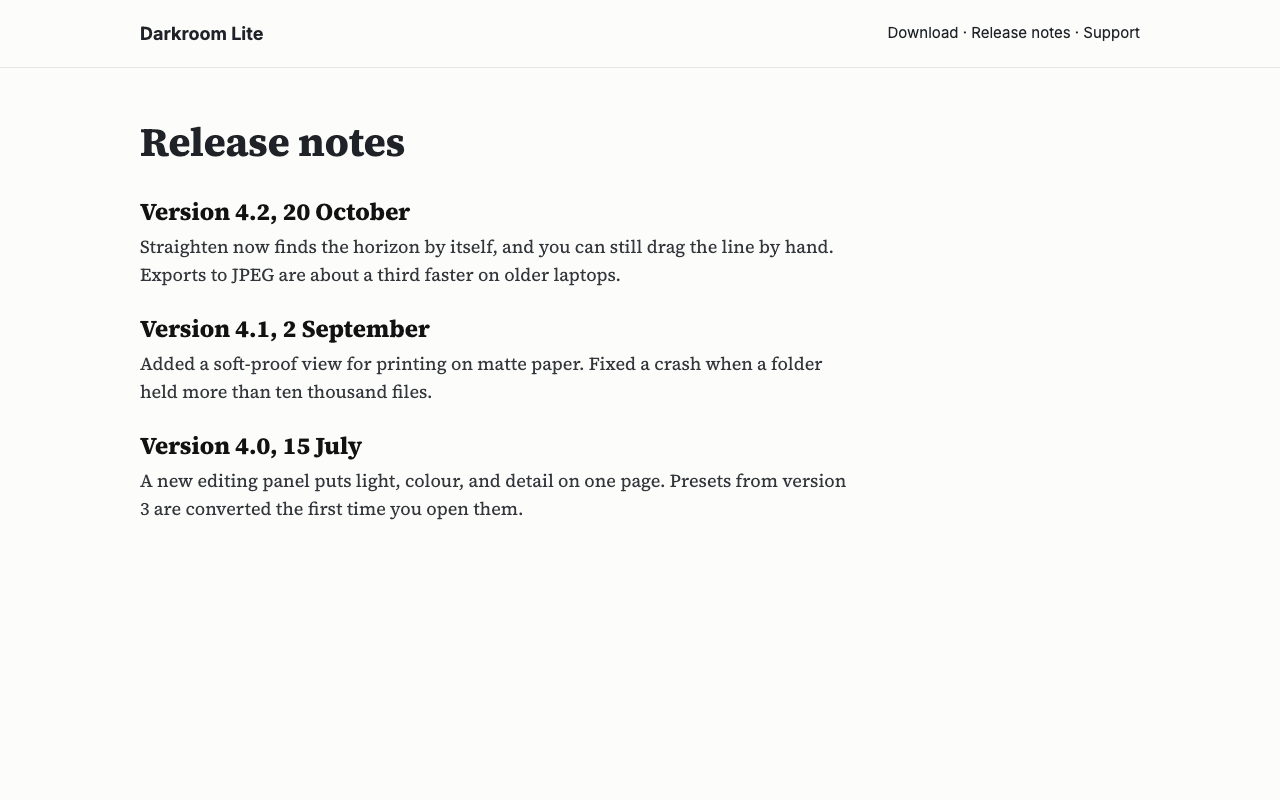 Darkroom Lite
Download · Release notes · Support
Release notes
Version 4.2, 20 October
Straighten now finds the horizon by itself, and you can still drag the line by hand.
Exports to JPEG are about a third faster on older laptops.
Version 4.1, 2 September
Added a soft-proof view for printing on matte paper. Fixed a crash when a folder
held more than ten thousand files.
Version 4.0, 15 July
A new editing panel puts light, colour, and detail on one page. Presets from version
3 are converted the first time you open them.